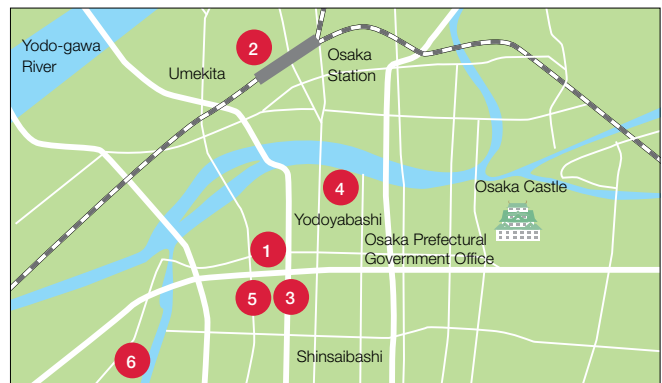 Yodo-gawa
River
2
Umekita
Osaka
Station
4
Osaka Castle
Yodoyabashi
1
Osaka Prefectural
Government Office
5
3
Shinsaibashi
6